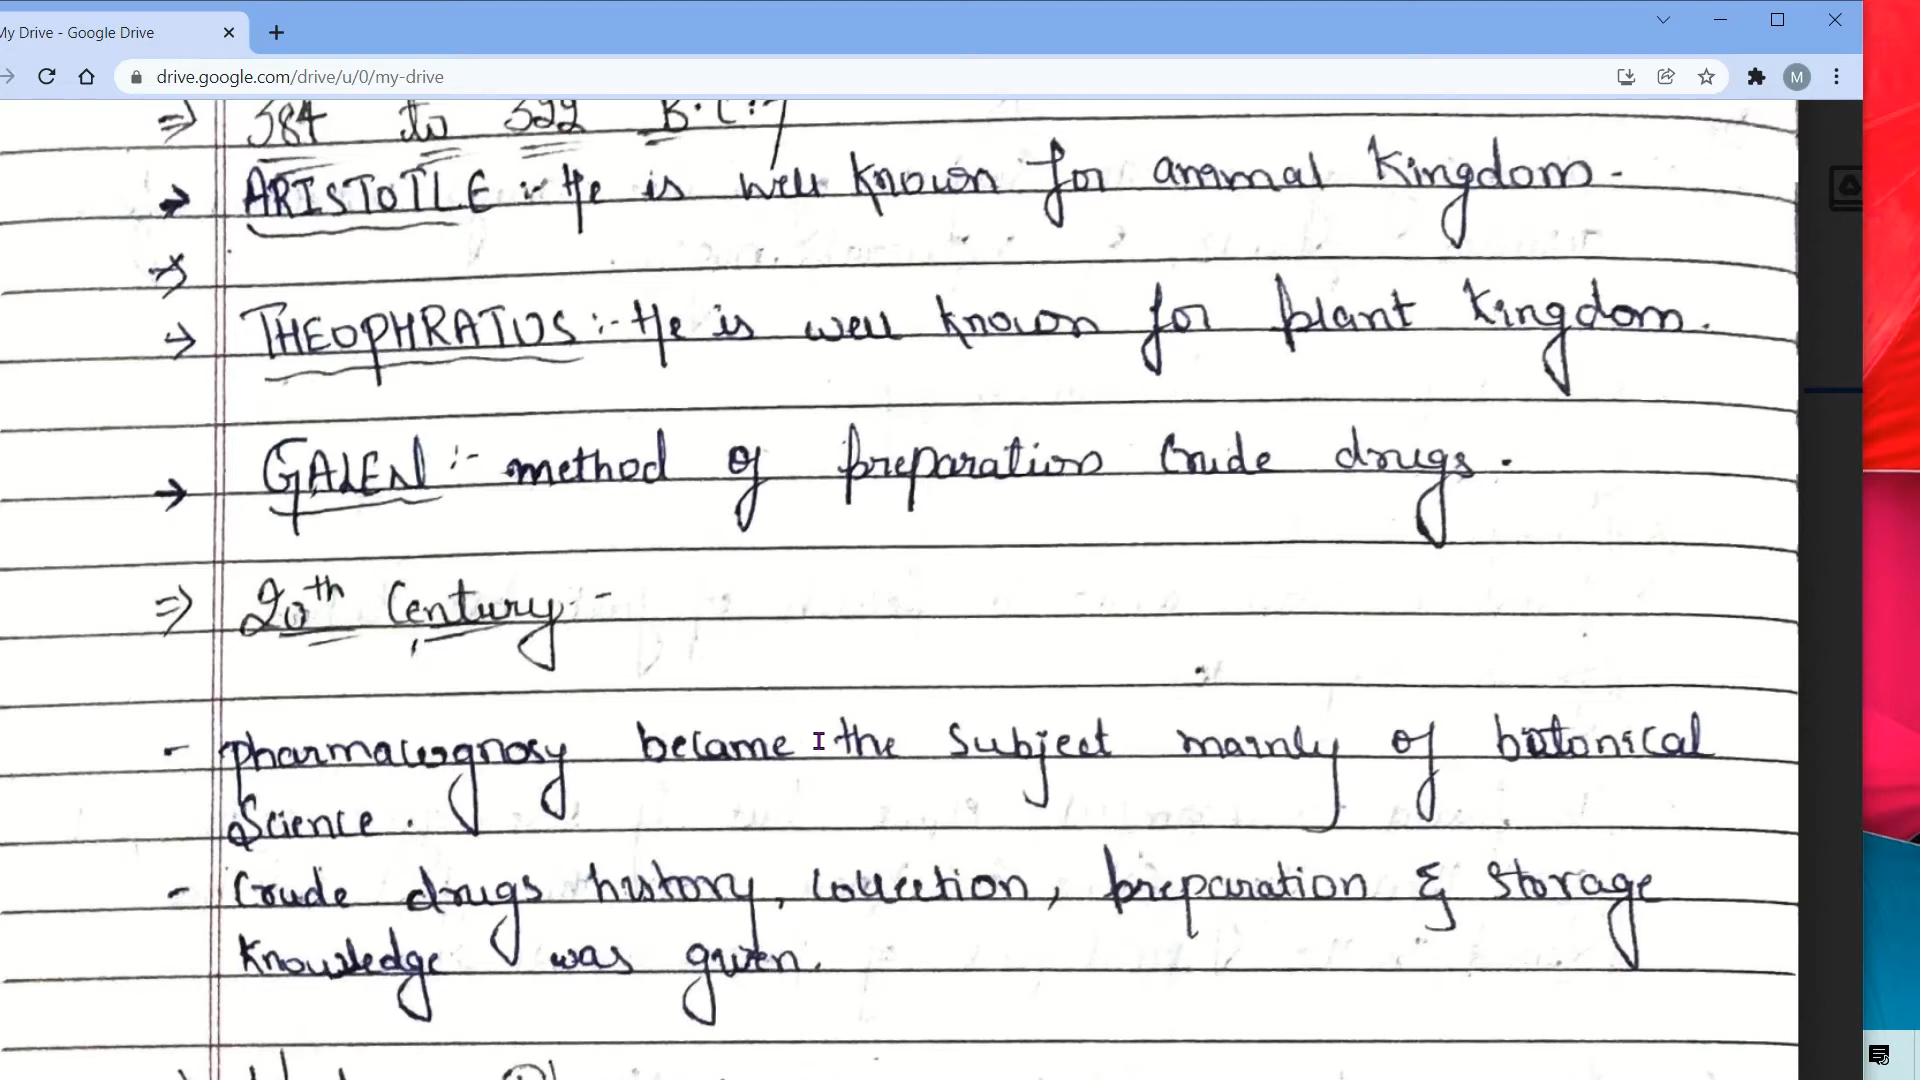 My Drive - Google Drive
drive.google.com/drive/u/0/my-drive
M
⇒ 384 to 322 B.C :-
→ ARISTOTLE :- He is well known for animal kingdom.
→ THEOPHRATUS :- He is well known for plant kingdom.
→ GALEN :- method of preparation crude drugs.
⇒ 20th Century :-
- pharmacognosy became the subject mainly of botanical
Science.
- Crude drugs history, collection, preparation & storage
knowledge was given.